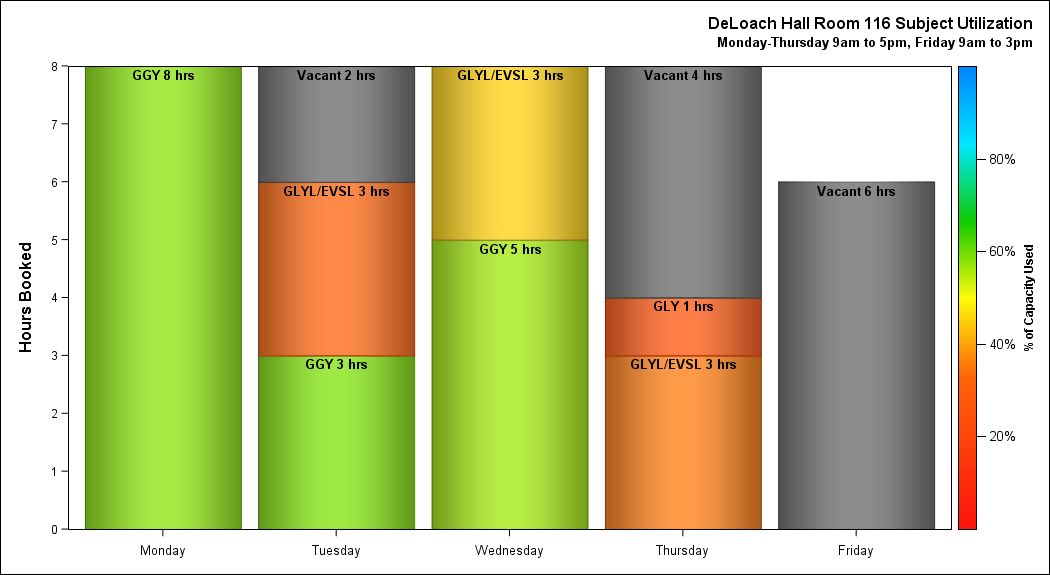 DeLoach Hall Room 116 Subject Utilization
Monday-Thursday 9am to 5pm, Friday 9am to 3pm
Hours Booked
8
7
6
5
4
3
2
1
0
GGY 8 hrs
Vacant 2 hrs
GLYL/EVSL 3 hrs
GGY 3 hrs
GLYL/EVSL 3 hrs
GGY 5 hrs
Vacant 4 hrs
GLY 1 hrs
GLYL/EVSL 3 hrs
Vacant 6 hrs
Monday
Tuesday
Wednesday
Thursday
Friday
80%
60%
40%
20%
% of Capacity Used